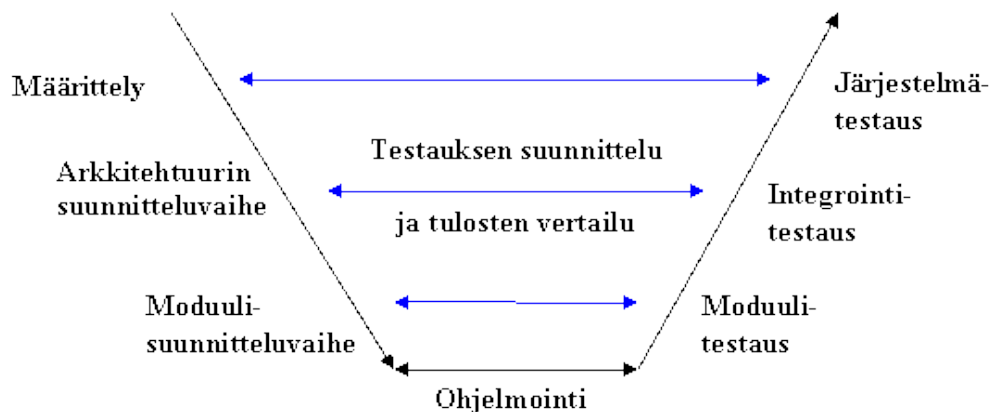 Määrittely
Järjestelmä-
testaus
Testauksen suunnittelu
Arkkitehtuurin
suunnitteluvaihe
Integrointi-
testaus
ja tulosten vertailu
Moduuli-
suunnitteluvaihe
Moduuli-
testaus
Ohjelmointi